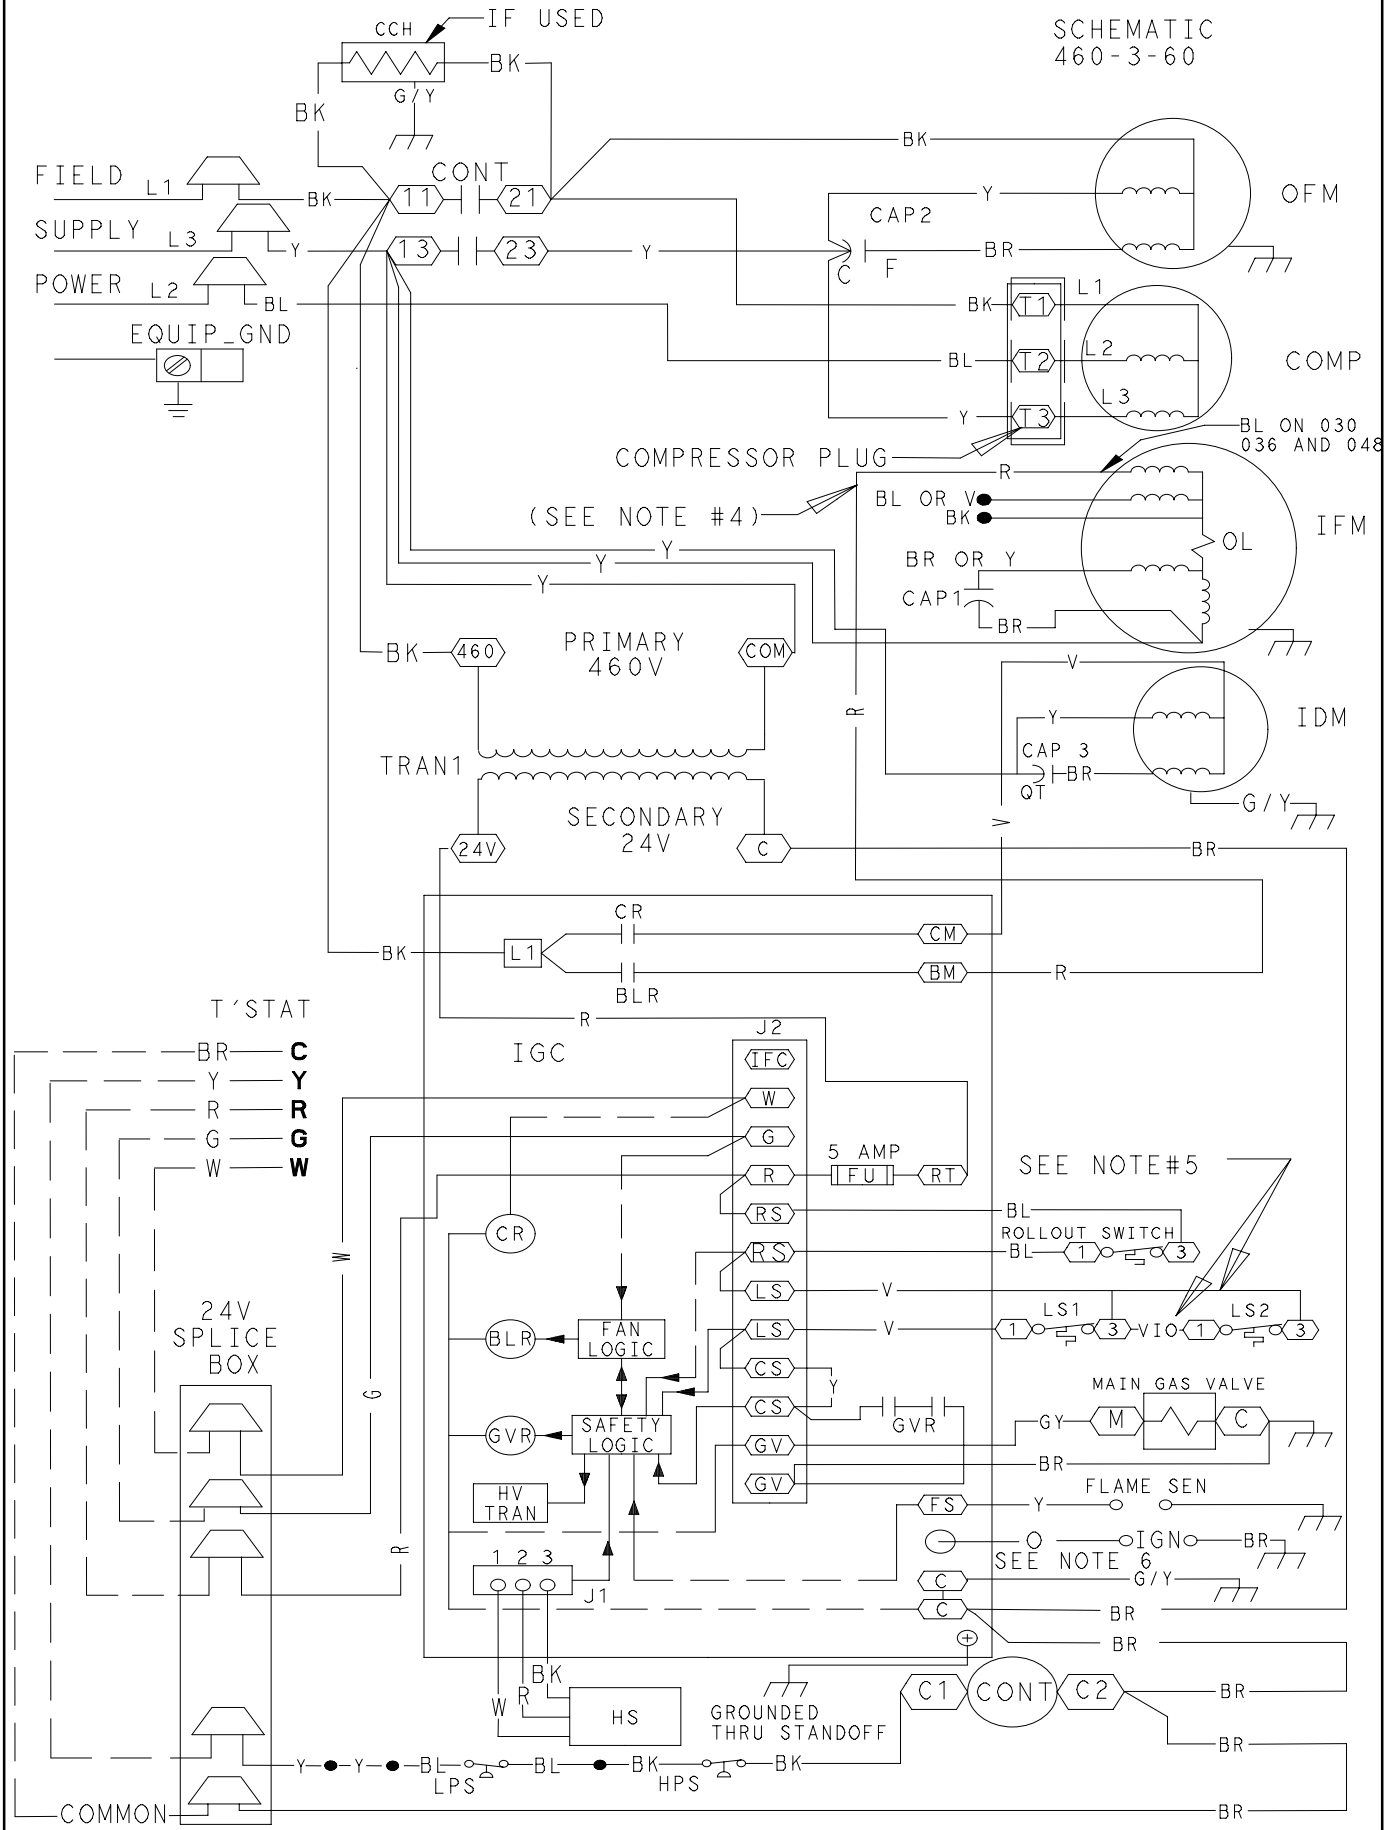 IF USED
CCH
SCHEMATIC
460-3-60
BK
G/Y
BK
BK
FIELD
L1
BK
CONT
11
21
Y
OFM
SUPPLY
L3
Y
13
23
Y
CAP2
BR
C
F
POWER
L2
BL
BK
T1
L1
EQUIP_GND
BL
T2
L2
COMP
Y
T3
L3
BL ON 030
036 AND 048
COMPRESSOR PLUG
R
BL OR V
BK
(SEE NOTE #4)
IFM
OL
Y
Y
Y
BR OR Y
CAP1
BR
BK
460
PRIMARY
460V
COM
V
R
Y
IDM
TRAN1
CAP 3
QT
BR
G/Y
SECONDARY
24V
24V
C
V
BR
CR
CM
BK
L1
BM
R
BLR
T'STAT
R
J2
BR
C
IGC
IFC
Y
Y
W
R
R
G
G
G
5 AMP
W
W
R
FU
RT
SEE NOTE#5
RS
BL
CR
ROLLOUT SWITCH
RS
BL
1
3
W
LS
V
24V
SPLICE
BOX
LS1
LS2
BLR
FAN
LOGIC
LS
V
1
3
VIO
1
3
CS
Y
G
MAIN GAS VALVE
CS
GVR
GY
M
C
GVR
SAFETY
LOGIC
GV
BR
GV
HV
TRAN
FLAME SEN
FS
Y
R
O
IGN
BR
SEE NOTE 6
1 2 3
J1
C
G/Y
C
BR
BR
BK
W
R
HS
GROUNDED
THRU STANDOFF
C1
CONT
C2
BR
BR
Y
Y
BL
LPS
BL
BK
HPS
BK
COMMON
BR